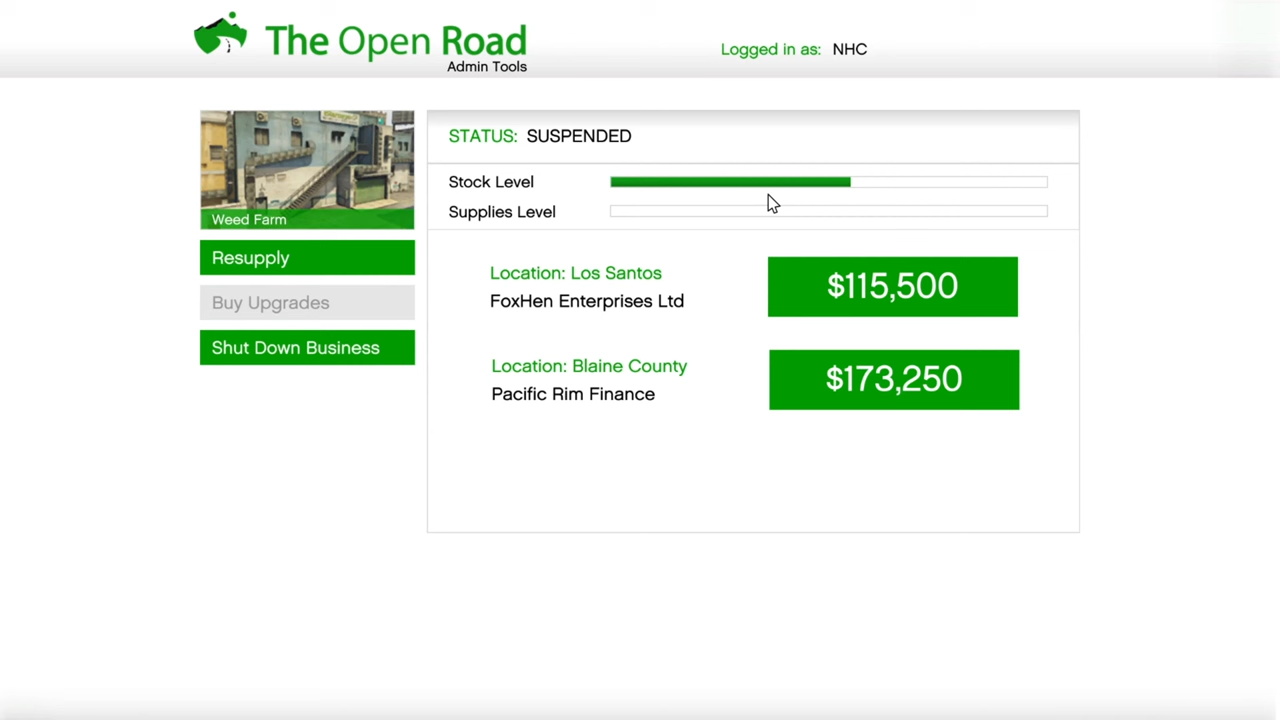 The Open Road
Admin Tools
Logged in as: NHC
Weed Farm
Resupply
Buy Upgrades
Shut Down Business
STATUS: SUSPENDED
Stock Level
Supplies Level
Location: Los Santos
FoxHen Enterprises Ltd
$115,500
Location: Blaine County
Pacific Rim Finance
$173,250